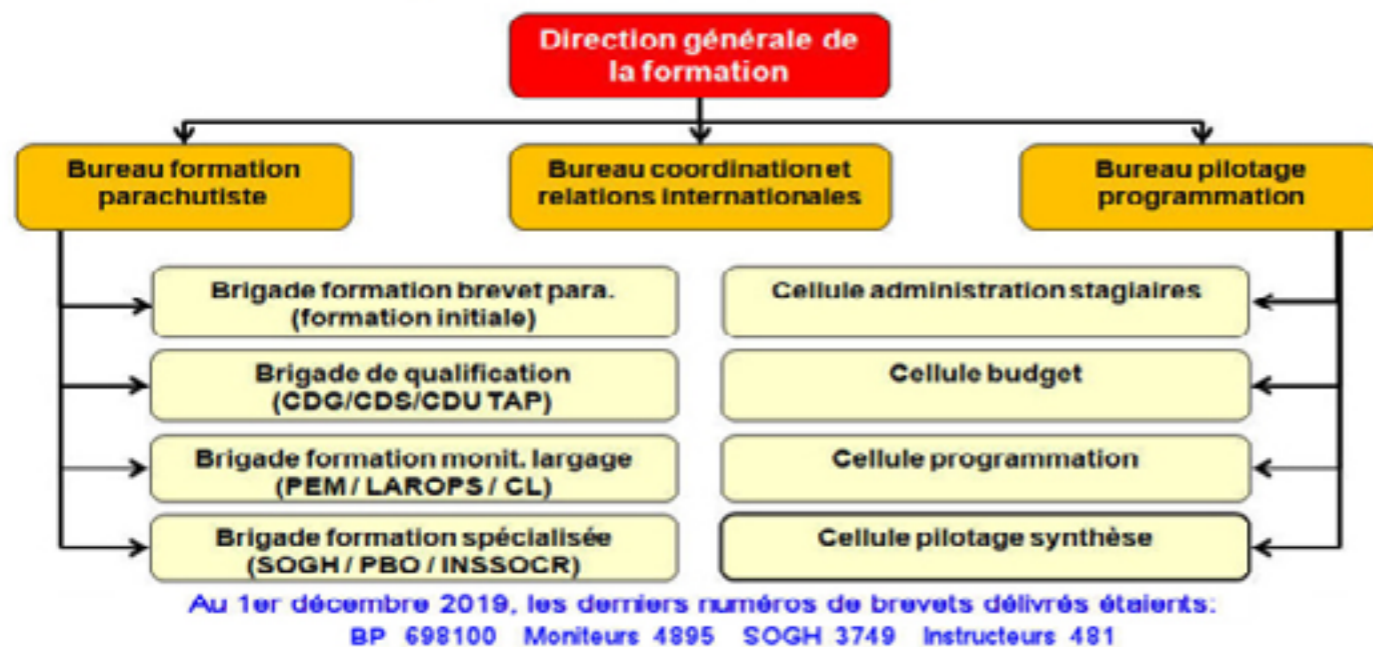 Direction générale de
la formation
Bureau formation
parachutiste
Bureau coordination et
relations internationales
Bureau pilotage
programmation
Brigade formation brevet para.
(formation initiale)
Cellule administration stagiaires
Brigade de qualification
(CDG/CDS/CDU TAP)
Cellule budget
Brigade formation monit. largage
(PEM / LAROPS / CL)
Cellule programmation
Brigade formation spécialisée
(SOGH / PBO / INSSOCR)
Cellule pilotage synthèse
Au 1er décembre 2019, les derniers numéros de brevets délivrés étaients:
BP 698100 Moniteurs 4895 SOGH 3749 Instructeurs 481